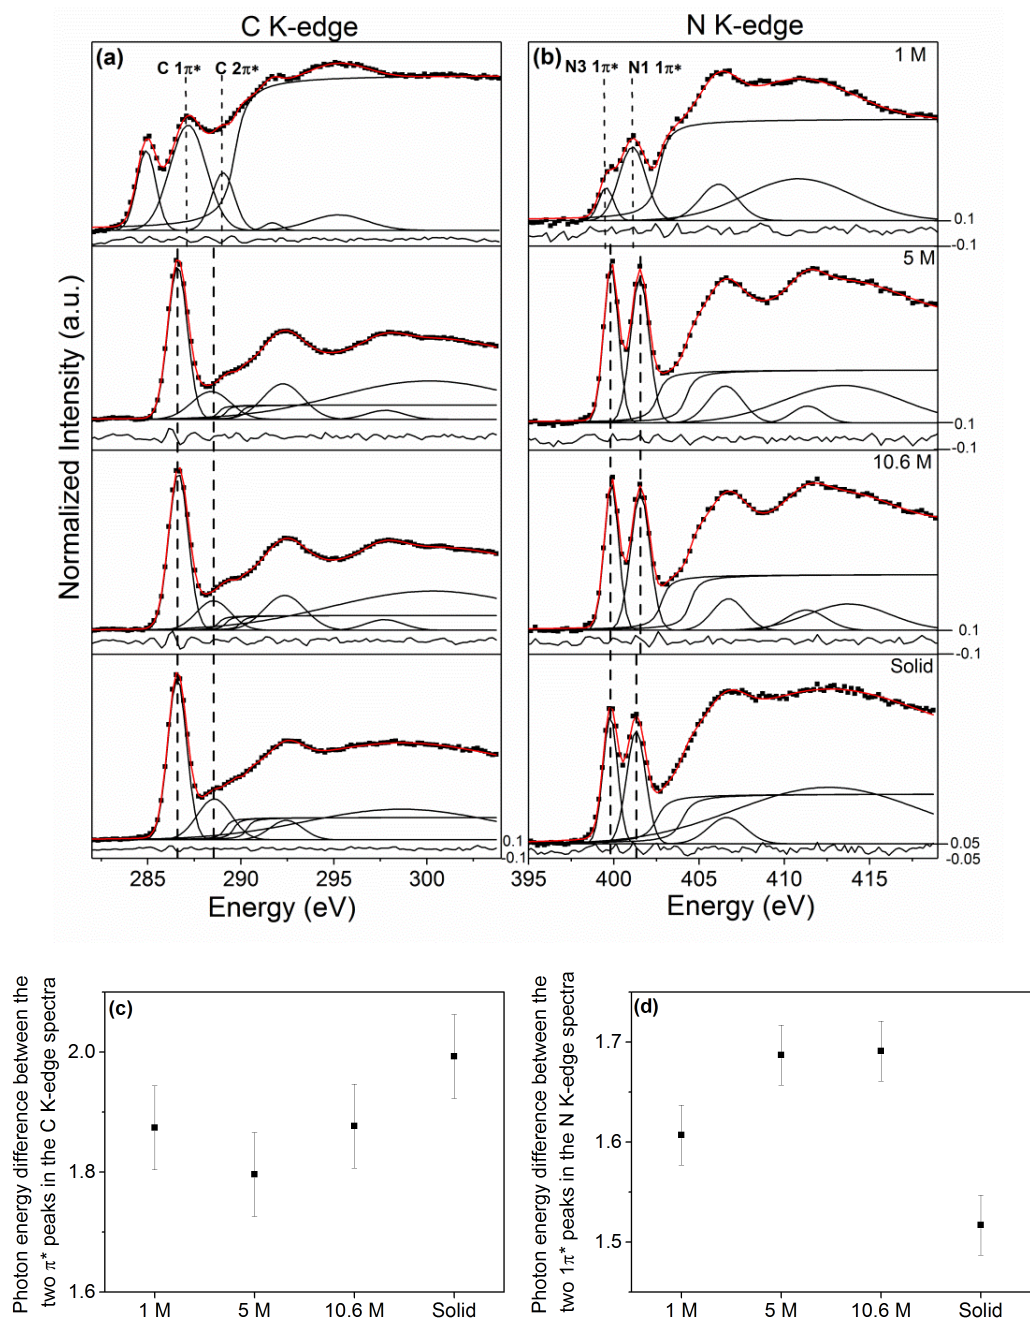 C K-edge
N K-edge
(a)
C 1π*
C 2π*
(b)
N3 1π*
N1 1π*
1 M
0.1
-0.1
5 M
0.1
-0.1
10.6 M
0.1
-0.1
Solid
0.1
-0.1
0.05
-0.05
Normalized Intensity (a.u.)
285
290
295
300
395
400
405
410
415
Energy (eV)
Energy (eV)
Photon energy difference between the
two π* peaks in the C K-edge spectra
(c)
2.0
1.8
1.6
1 M
5 M
10.6 M
Solid
Photon energy difference between the
two 1π* peaks in the N K-edge spectra
(d)
1.7
1.6
1.5
1 M
5 M
10.6 M
Solid